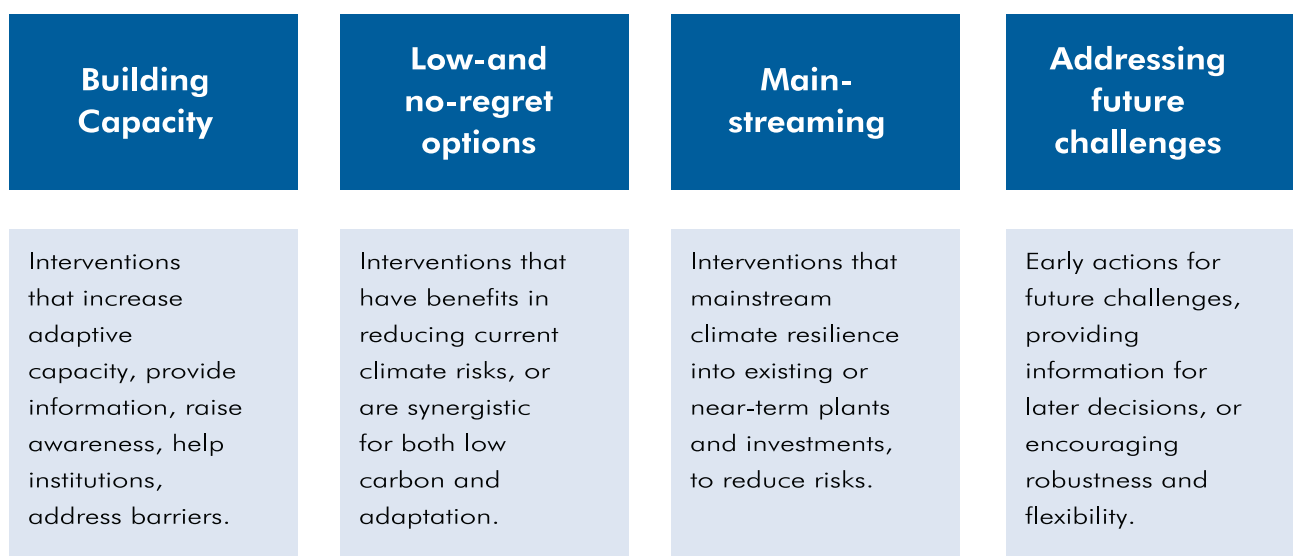 Building
Capacity
Low-and
no-regret
options
Main-
streaming
Addressing
future
challenges
Interventions
that increase
adaptive
capacity, provide
information, raise
awareness, help
institutions,
address barriers.
Interventions that
have benefits in
reducing current
climate risks, or
are synergistic
for both low
carbon and
adaptation.
Interventions that
mainstream
climate resilience
into existing or
near-term plants
and investments,
to reduce risks.
Early actions for
future challenges,
providing
information for
later decisions, or
encouraging
robustness and
flexibility.